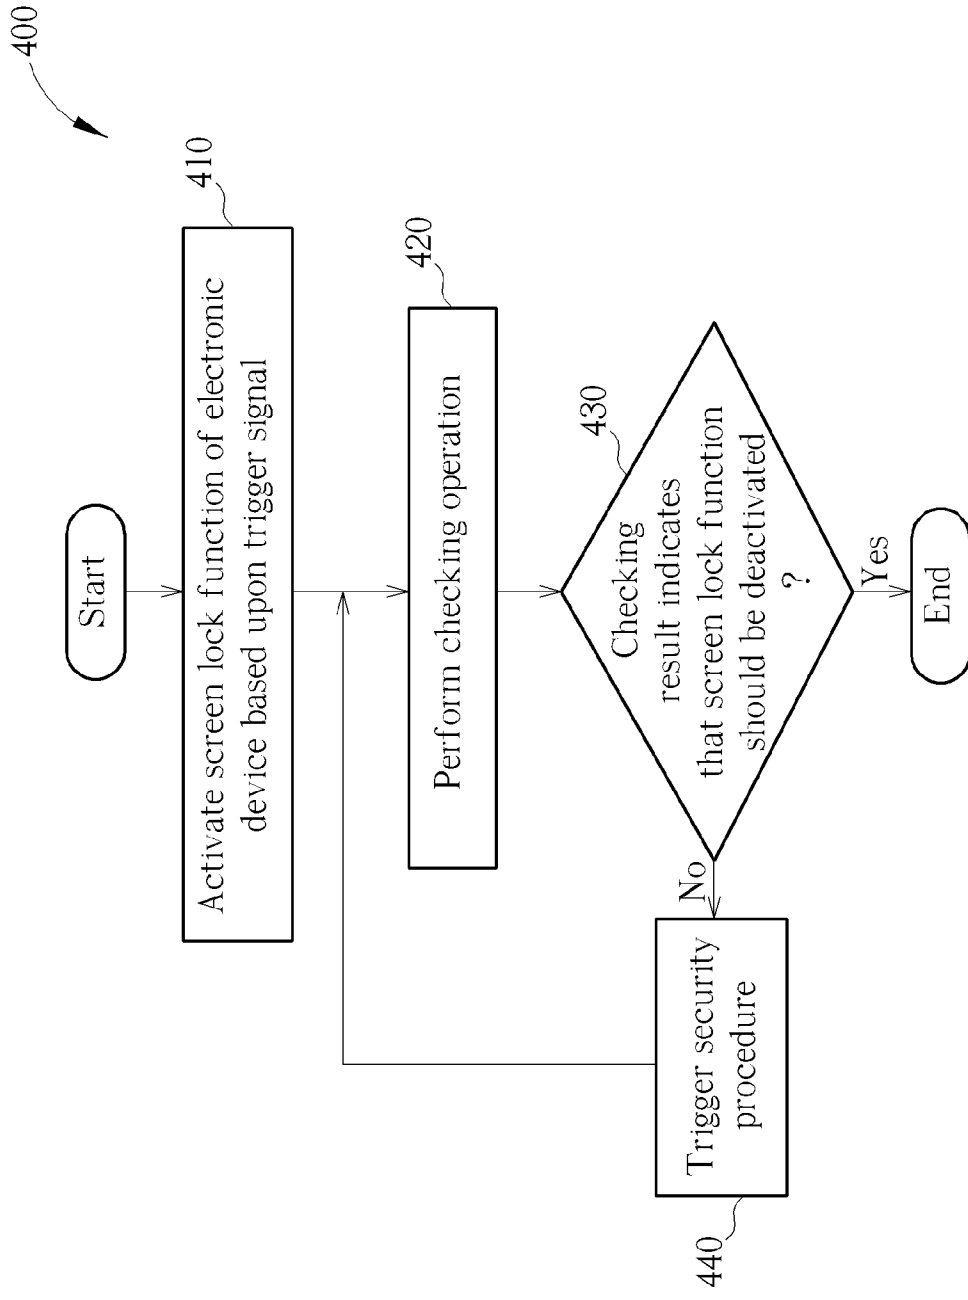 400
Start
410
Activate screen lock function of electronic
device based upon trigger signal
420
Perform checking operation
430
Checking
result indicates
that screen lock function
should be deactivated
?
No
Yes
440
Trigger security
procedure
End